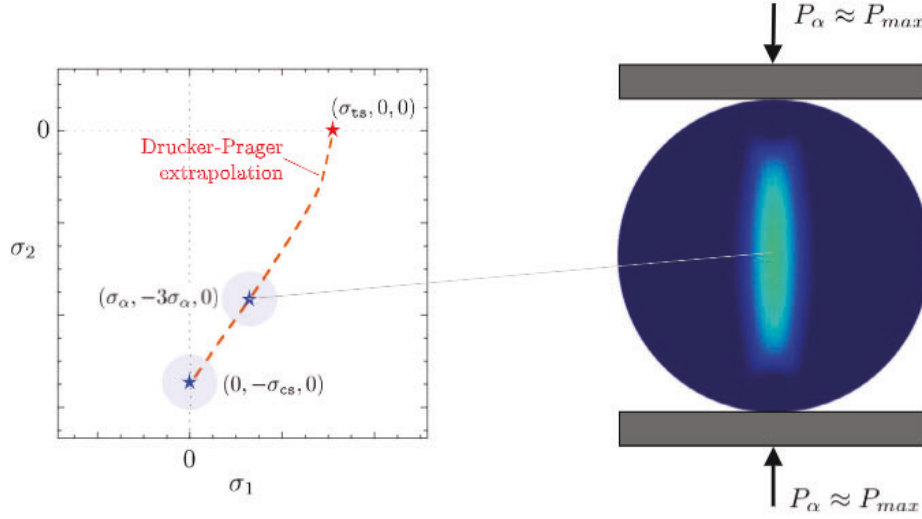 P_α ≈ P_max
(σ_ts, 0, 0)
0
Drucker-Prager
extrapolation
σ_2
(σ_α, −3σ_α, 0)
(0, −σ_cs, 0)
0
σ_1
P_α ≈ P_max